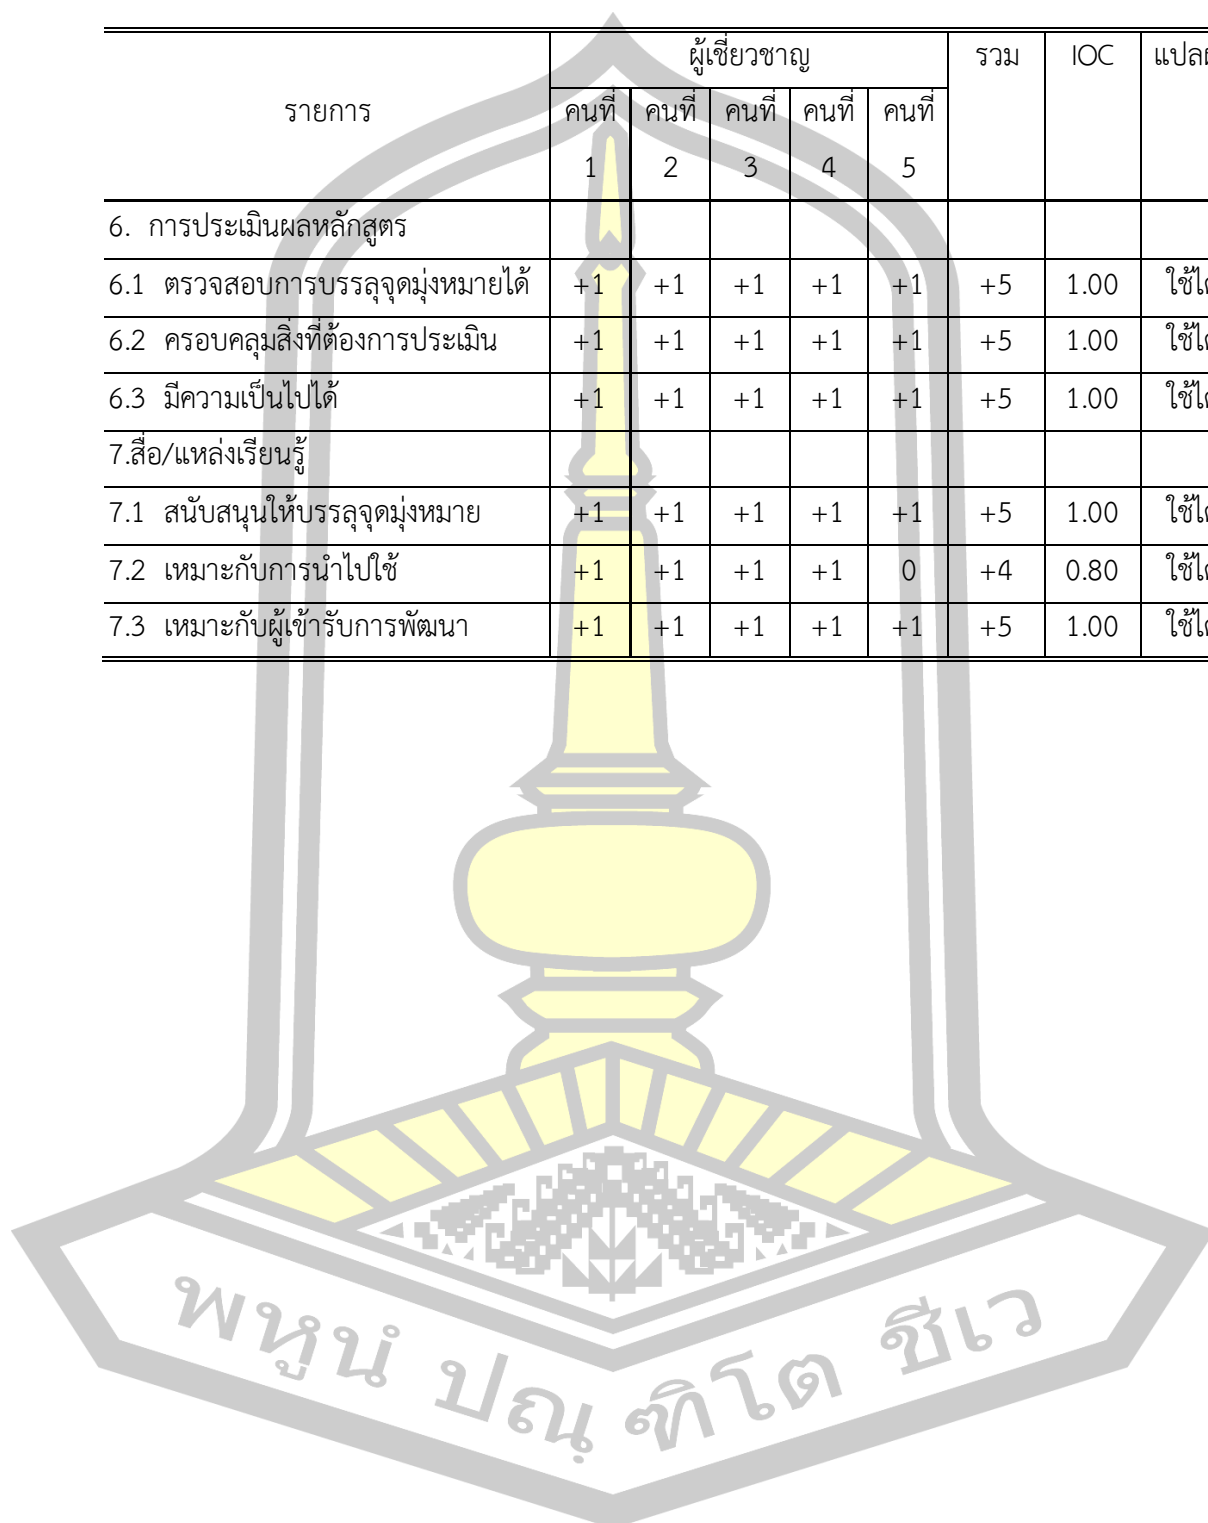 ผู้เชี่ยวชาญ รวม IOC
รายการ คนที่ คนที่ คนที่ คนที่ คนที่
1 2 3 4 5
6. การประเมินผลหลักสูตร
6.1 ตรวจสอบการบรรลุจุดมุ่งหมายได้ +1 +1 +1 +1 +1 +5 1.00
6.2 ครอบคลุมสิ่งที่ต้องการประเมิน +1 +1 +1 +1 +1 +5 1.00
6.3 มีความเป็นไปได้ +1 +1 +1 +1 +1 +5 1.00
7.สื่อ/แหล่งเรียนรู้
7.1 สนับสนุนให้บรรลุจุดมุ่งหมาย +1 +1 +1 +1 +1 +5 1.00
7.2 เหมาะกับการนำไปใช้ +1 +1 +1 +1 0 +4 0.80
7.3 เหมาะกับผู้เข้ารับการพัฒนา +1 +1 +1 +1 +1 +5 1.00
พหูนํ ปณฺฑิโต ชีเว